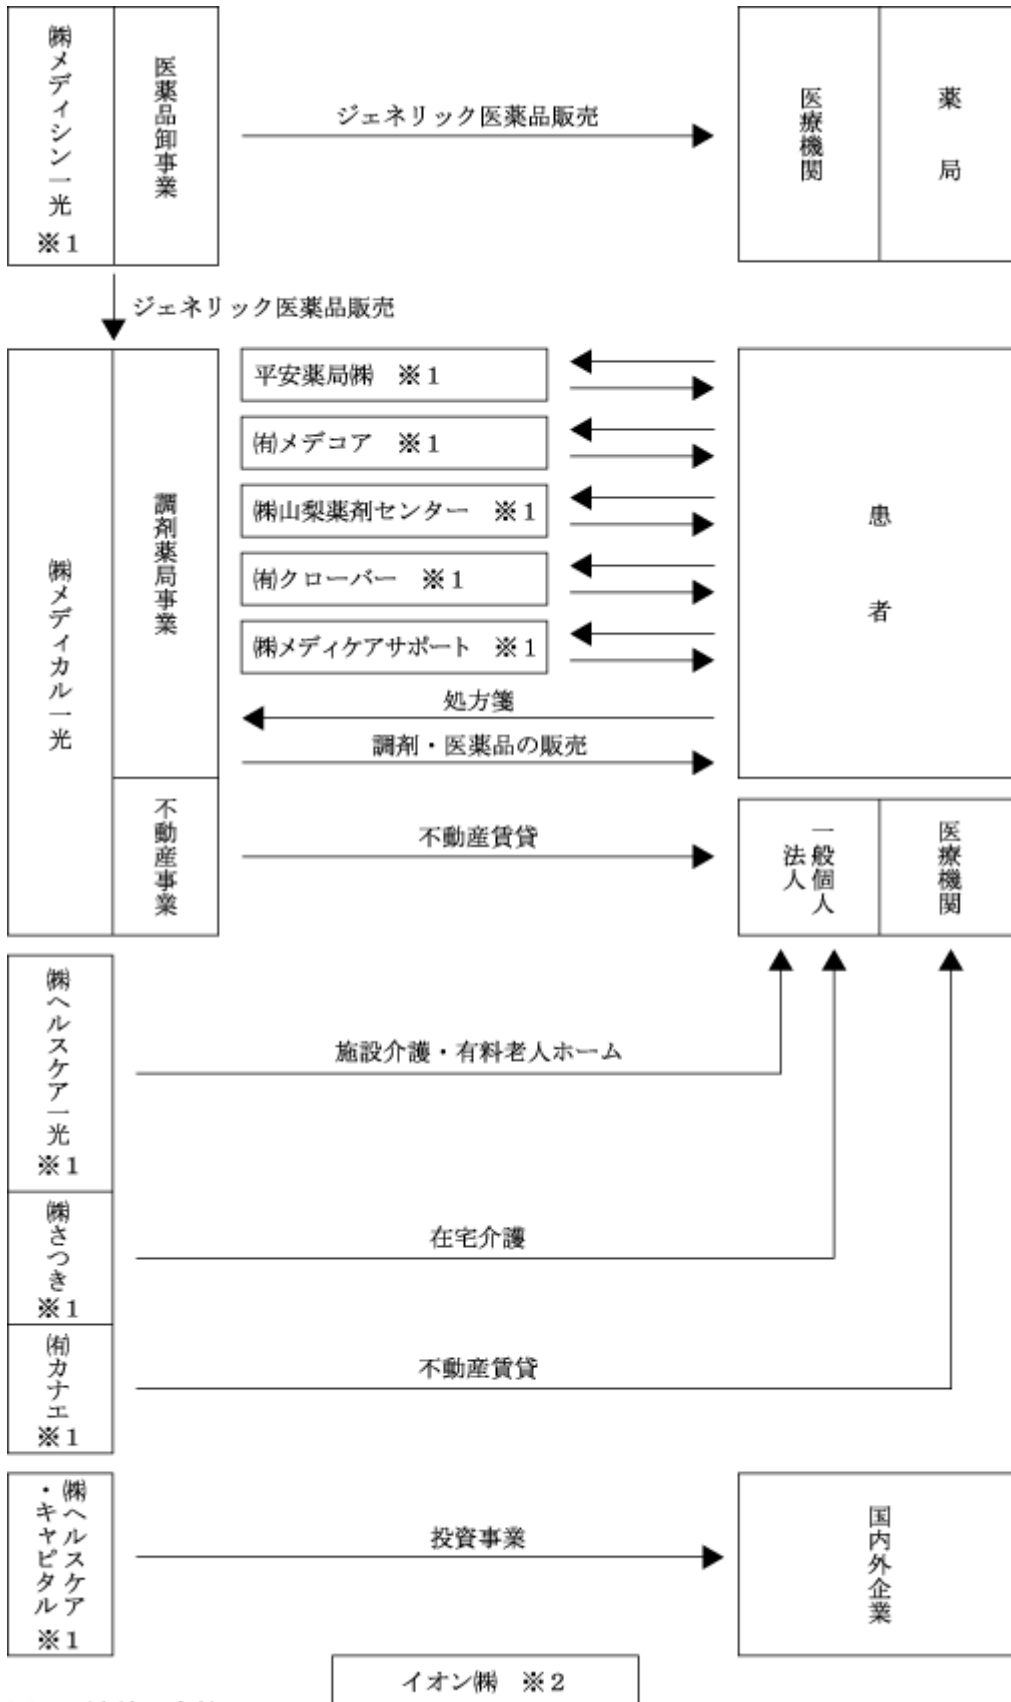 ㈱メディシン一光
※1
医薬品卸事業
ジェネリック医薬品販売
医療機関
薬局
ジェネリック医薬品販売
㈱メディカル一光
調剤薬局事業
平安薬局㈱ ※1
㈲メデコア ※1
㈱山梨薬剤センター ※1
㈲クローバー ※1
㈱メディケアサポート ※1
処方箋
調剤・医薬品の販売
患者
不動産事業
不動産賃貸
一般個人
法人
医療機関
㈱ヘルスケア一光
※1
施設介護・有料老人ホーム
㈱さつき
※1
在宅介護
㈲カナエ
※1
不動産賃貸
㈱ヘルスケア
・キャピタル
※1
投資事業
国内外企業
イオン㈱ ※2